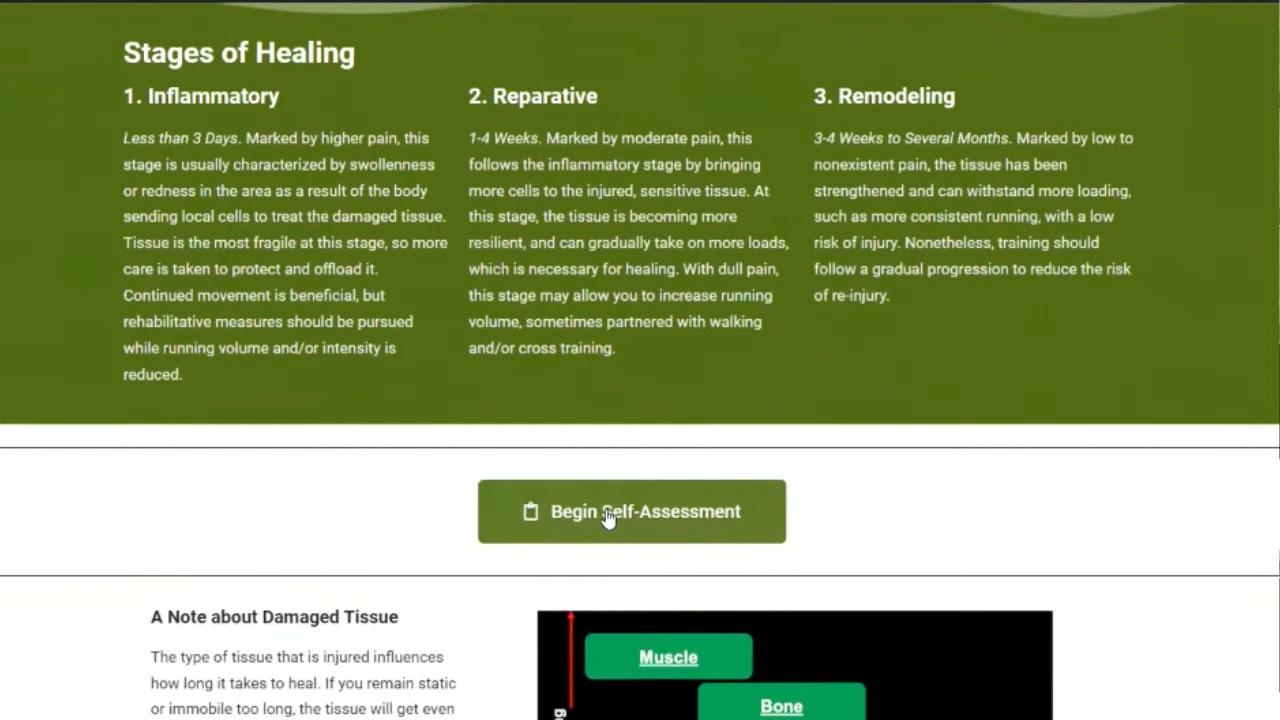 Stages of Healing
1. Inflammatory
Less than 3 Days. Marked by higher pain, this
stage is usually characterized by swollenness
or redness in the area as a result of the body
sending local cells to treat the damaged tissue.
Tissue is the most fragile at this stage, so more
care is taken to protect and offload it.
Continued movement is beneficial, but
rehabilitative measures should be pursued
while running volume and/or intensity is
reduced.
2. Reparative
1-4 Weeks. Marked by moderate pain, this
follows the inflammatory stage by bringing
more cells to the injured, sensitive tissue. At
this stage, the tissue is becoming more
resilient, and can gradually take on more loads,
which is necessary for healing. With dull pain,
this stage may allow you to increase running
volume, sometimes partnered with walking
and/or cross training.
3. Remodeling
3-4 Weeks to Several Months. Marked by low to
nonexistent pain, the tissue has been
strengthened and can withstand more loading,
such as more consistent running, with a low
risk of injury. Nonetheless, training should
follow a gradual progression to reduce the risk
of re-injury.
Begin Self-Assessment
A Note about Damaged Tissue
The type of tissue that is injured influences
how long it takes to heal. If you remain static
or immobile too long, the tissue will get even
Muscle
Bone